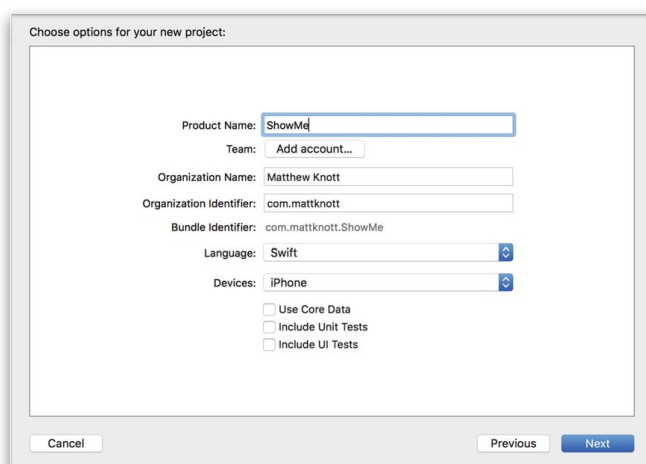 Choose options for your new project:
Product Name: ShowMe
Team: Add account...
Organization Name: Matthew Knott
Organization Identifier: com.mattknott
Bundle Identifier: com.mattknott.ShowMe
Language: Swift
Devices: iPhone
Use Core Data
Include Unit Tests
Include UI Tests
Cancel Previous Next